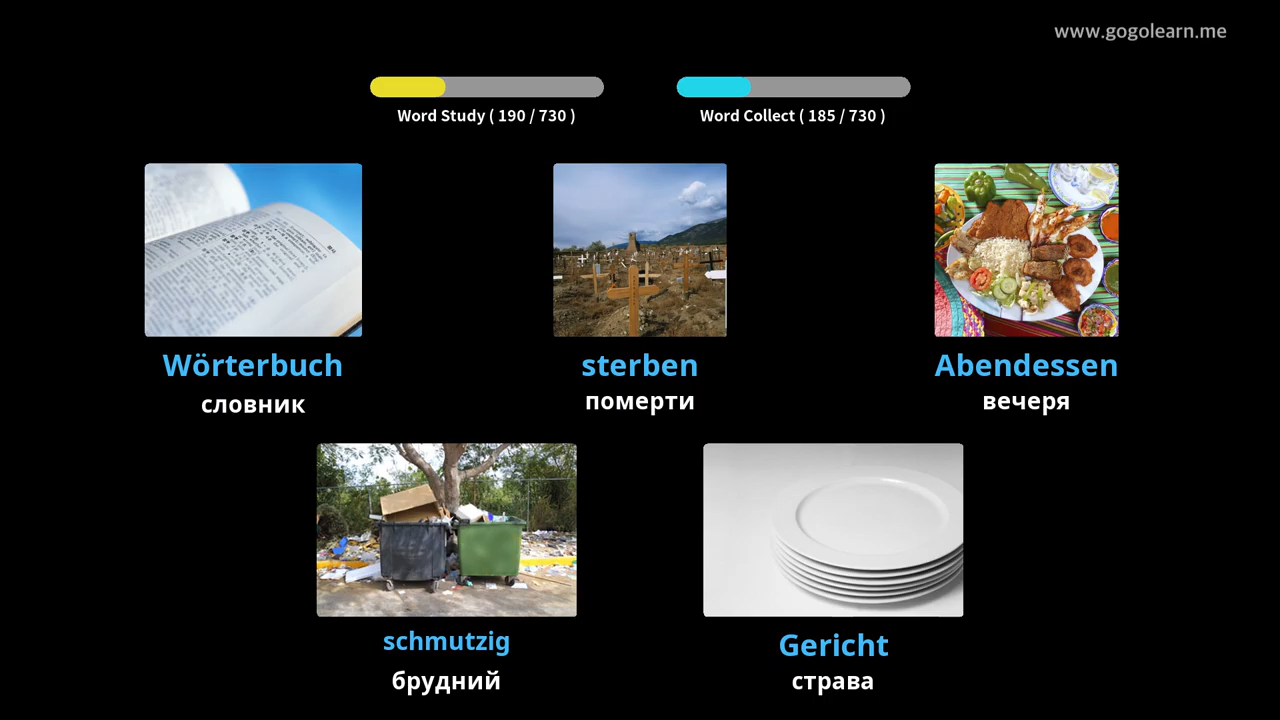 www.gogolearn.me
Word Study ( 190 / 730 )
Word Collect ( 185 / 730 )
Wörterbuch
словник
sterben
померти
Abendessen
вечеря
schmutzig
брудний
Gericht
страва